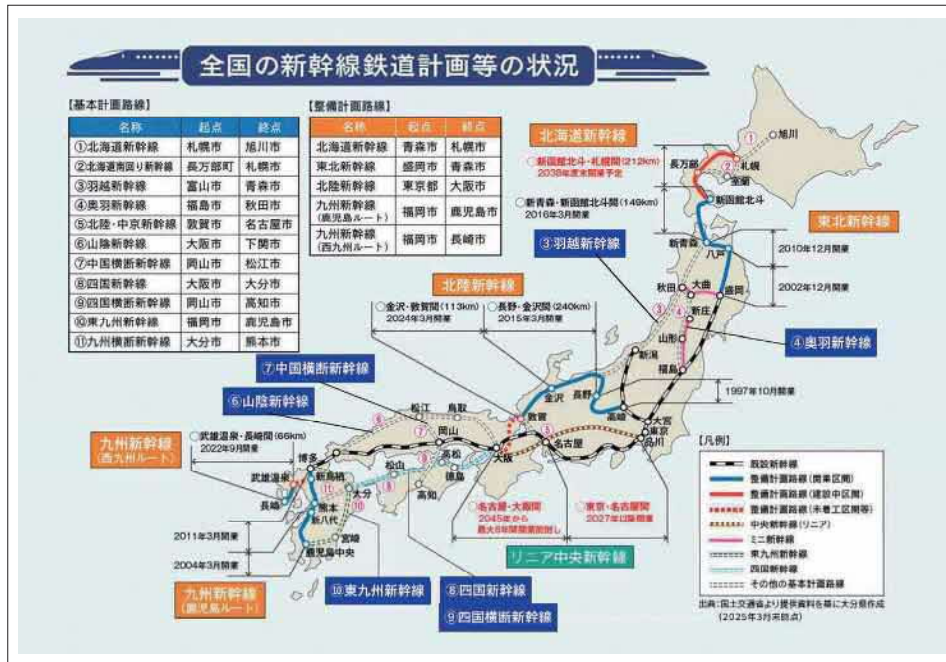 全国の新幹線鉄道計画等の状況
【基本計画路線】
名称 起点 終点
①北海道新幹線 札幌市 旭川市
②北海道南回り新幹線 長万部町 札幌市
③羽越新幹線 富山市 青森市
④奥羽新幹線 福島市 秋田市
⑤北陸・中京新幹線 敦賀市 名古屋市
⑥山陰新幹線 大阪市 下関市
⑦中国横断新幹線 岡山市 松江市
⑧四国新幹線 大阪市 大分市
⑨四国横断新幹線 岡山市 高知市
⑩東九州新幹線 福岡市 鹿児島市
⑪九州横断新幹線 大分市 熊本市
【整備計画路線】
名称 起点 終点
北海道新幹線 青森市 札幌市
東北新幹線 盛岡市 青森市
北陸新幹線 東京都 大阪市
九州新幹線
(鹿児島ルート) 福岡市 鹿児島市
九州新幹線
(西九州ルート) 福岡市 長崎市
北海道新幹線
○新函館北斗・札幌間(212km)
2038年度末開業予定
○新青森・新函館北斗間(149km)
2016年3月開業
① 旭川
長万部
② 札幌
室蘭
新函館北斗
東北新幹線
③羽越新幹線
新青森
八戸
2010年12月開業
2002年12月開業
秋田 大曲 盛岡
新庄
③ ④
山形
④奥羽新幹線
福島
新潟
北陸新幹線
○金沢・敦賀間(113km)
2024年3月開業
○長野・金沢間(240km)
2015年3月開業
1997年10月開業
金沢 長野 高崎
大宮
東京
品川
敦賀
⑤ 名古屋
大阪
⑦中国横断新幹線
⑥山陰新幹線
松江 鳥取
⑥ ⑦
岡山
九州新幹線
(西九州ルート)
○武雄温泉・長崎間(66km)
2022年9月開業
博多
武雄温泉 新鳥栖
長崎
⑪ 大分
熊本 ⑩
新八代
宮崎
鹿児島中央
松山 ⑨ 高松
⑧ 徳島
高知
2011年3月開業
2004年3月開業
九州新幹線
(鹿児島ルート)
⑩東九州新幹線
⑧四国新幹線
⑨四国横断新幹線
○名古屋・大阪間
2045年から
最大8年間開業前倒し
○東京・名古屋間
2027年以降開業
リニア中央新幹線
【凡例】
既設新幹線
整備計画路線(開業区間)
整備計画路線(建設中区間)
整備計画路線(未着工区間等)
中央新幹線(リニア)
ミニ新幹線
東九州新幹線
四国新幹線
その他の基本計画路線
出典:国土交通省より提供資料を基に大分県作成
(2025年3月末時点)